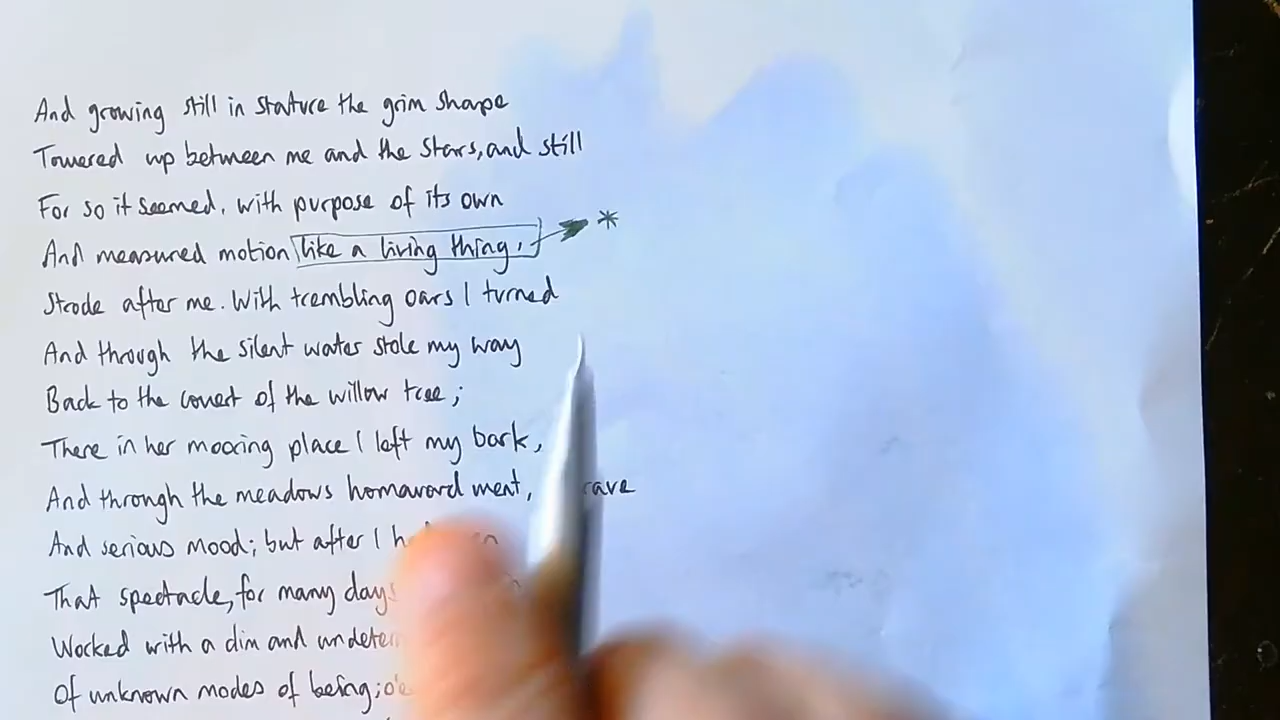 And growing still in stature the grim shape
Towered up between me and the stars, and still
For so it seemed, with purpose of its own
And measured motion like a living thing, *
Strode after me. With trembling oars I turned
And through the silent water stole my way
Back to the covert of the willow tree;
There in her mooring place I left my bark,
And through the meadows homeward went,
And serious mood; but after I
That spectacle, for many days
Worked with a dim and
Of unknown modes of being; o'e